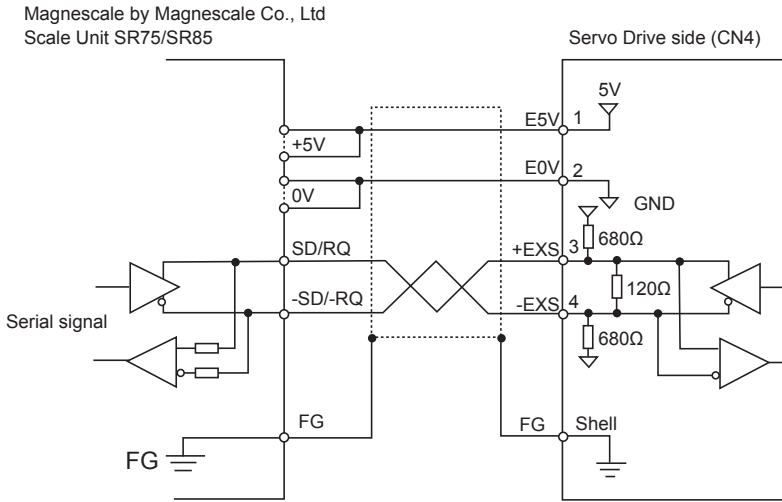 Magnescale by Magnescale Co., Ltd
Scale Unit SR75/SR85
Servo Drive side (CN4)
5V
E5V 1
+5V
E0V 2
0V
GND
680Ω
SD/RQ
+EXS 3
120Ω
-SD/-RQ
-EXS 4
Serial signal
680Ω
FG
FG Shell
FG